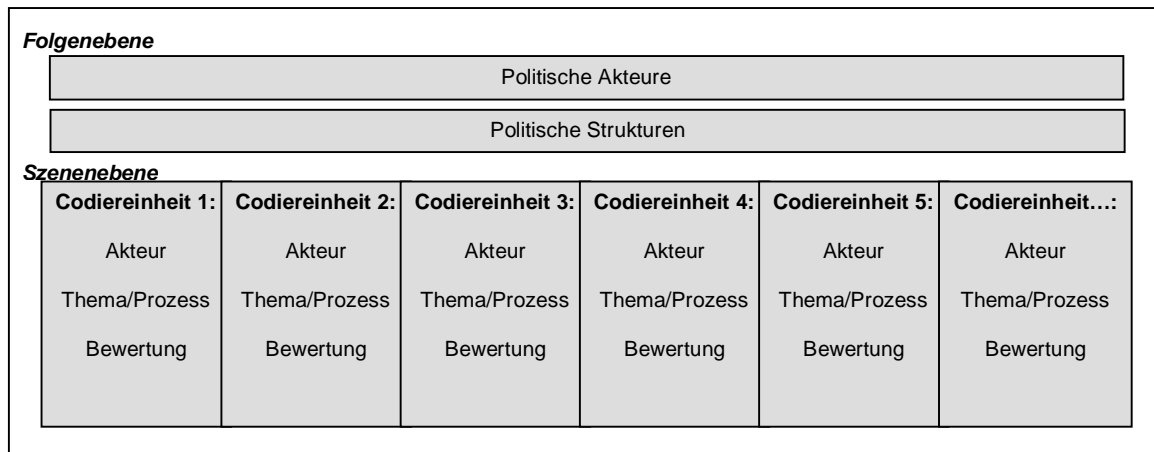 Folgenebene
Politische Akteure
Politische Strukturen
Szenenebene
Codiereinheit 1: Codiereinheit 2: Codiereinheit 3: Codiereinheit 4: Codiereinheit 5: Codiereinheit…:
Akteur Akteur Akteur Akteur Akteur Akteur
Thema/Prozess Thema/Prozess Thema/Prozess Thema/Prozess Thema/Prozess Thema/Prozess
Bewertung Bewertung Bewertung Bewertung Bewertung Bewertung